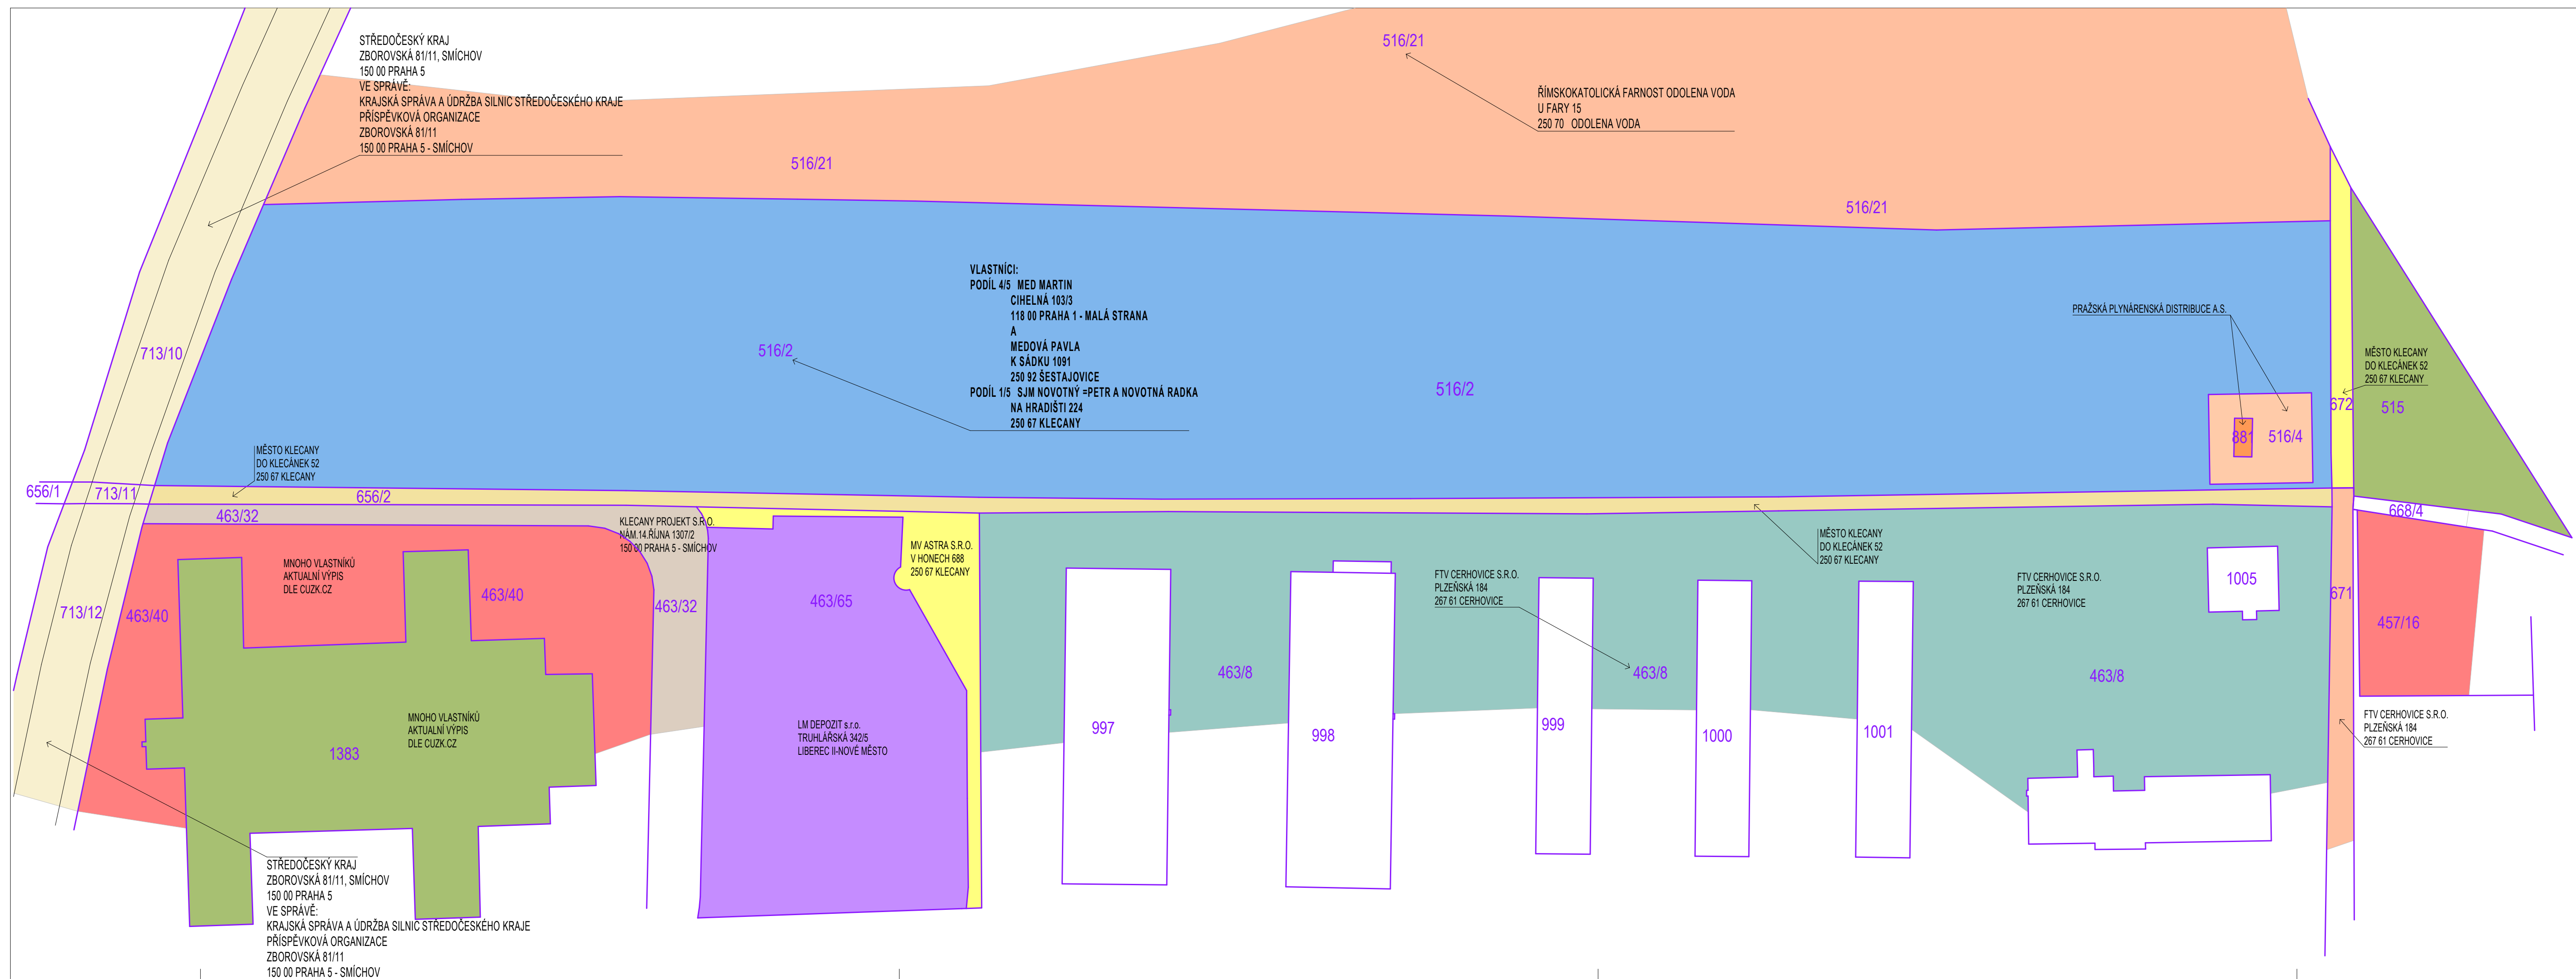 STŘEDOČESKÝ KRAJ
ZBOROVSKÁ 81/11, SMÍCHOV
150 00 PRAHA 5
VE SPRÁVĚ:
KRAJSKÁ SPRÁVA A ÚDRŽBA SILNIC STŘEDOČESKÉHO KRAJE
PŘÍSPĚVKOVÁ ORGANIZACE
ZBOROVSKÁ 81/11
150 00 PRAHA 5 - SMÍCHOV
516/21
ŘÍMSKOKATOLICKÁ FARNOST ODOLENA VODA
U FARY 15
250 70 ODOLENA VODA
516/21
516/21
VLASTNÍCI:
PODÍL 4/5 MED MARTIN
CIHELNÁ 103/3
118 00 PRAHA 1 - MALÁ STRANA
A
MEDOVÁ PAVLA
K SÁDKU 1091
250 92 ŠESTAJOVICE
PODÍL 1/5 SJM NOVOTNÝ =PETR A NOVOTNÁ RADKA
NA HRADIŠTI 224
250 67 KLECANY
PRAŽSKÁ PLYNÁRENSKÁ DISTRIBUCE A.S.
713/10
516/2
516/2
MĚSTO KLECANY
DO KLECÁNEK 52
250 67 KLECANY
672
515
881
516/4
MĚSTO KLECANY
DO KLECÁNEK 52
250 67 KLECANY
656/1
713/11
656/2
463/32
668/4
KLECANY PROJEKT S.R.O.
NÁM.14.ŘÍJNA 1307/2
150 00 PRAHA 5 - SMÍCHOV
MV ASTRA S.R.O.
V HONECH 688
250 67 KLECANY
MĚSTO KLECANY
DO KLECÁNEK 52
250 67 KLECANY
MNOHO VLASTNÍKŮ
AKTUALNÍ VÝPIS
DLE CUZK.CZ
FTV CERHOVICE S.R.O.
PLZEŇSKÁ 184
267 61 CERHOVICE
FTV CERHOVICE S.R.O.
PLZEŇSKÁ 184
267 61 CERHOVICE
1005
713/12
463/40
463/40
463/32
463/65
671
457/16
463/8
463/8
463/8
MNOHO VLASTNÍKŮ
AKTUALNÍ VÝPIS
DLE CUZK.CZ
1383
LM DEPOZIT s.r.o.
TRUHLÁŘSKÁ 342/5
LIBEREC II-NOVÉ MĚSTO
997
998
999
1000
1001
FTV CERHOVICE S.R.O.
PLZEŇSKÁ 184
267 61 CERHOVICE
STŘEDOČESKÝ KRAJ
ZBOROVSKÁ 81/11, SMÍCHOV
150 00 PRAHA 5
VE SPRÁVĚ:
KRAJSKÁ SPRÁVA A ÚDRŽBA SILNIC STŘEDOČESKÉHO KRAJE
PŘÍSPĚVKOVÁ ORGANIZACE
ZBOROVSKÁ 81/11
150 00 PRAHA 5 - SMÍCHOV